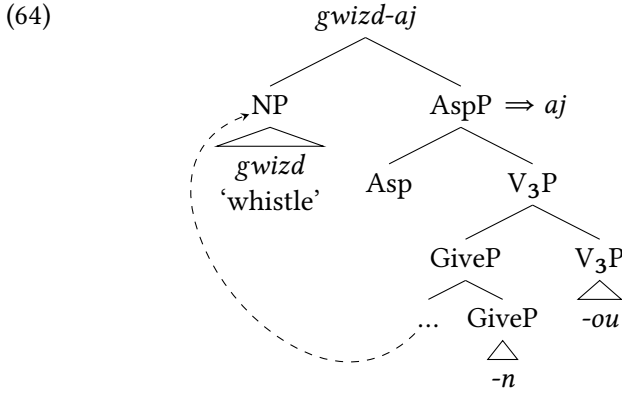 (64)
gwizd-aj
NP AspP ⇒ aj
gwizd
‘whistle’
Asp V3P
GiveP V3P
-ou
... GiveP
-n